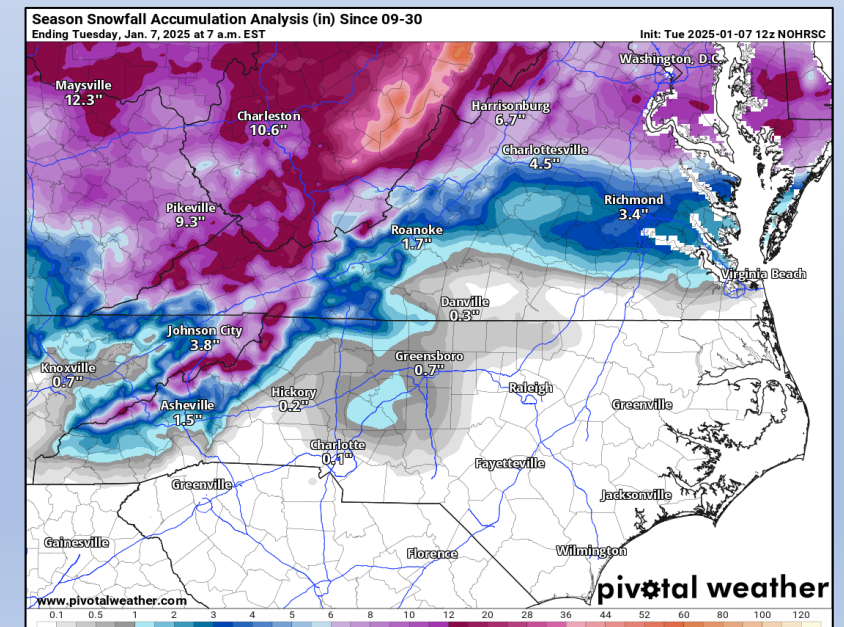 Season Snowfall Accumulation Analysis (in) Since 09-30
Ending Tuesday, Jan. 7, 2025 at 7 a.m. EST
Init: Tue 2025-01-07 12z NOHRSC
Washington, D.C.
Maysville
12.3"
Charleston
10.6"
Harrisonburg
6.7"
Charlottesville
4.5"
Pikeville
9.3"
Richmond
3.4"
Roanoke
1.7"
Virginia Beach
Danville
0.3"
Johnson City
3.8"
Knoxville
0.7"
Greensboro
0.7"
Hickory
0.2"
Raleigh
Asheville
1.5"
Greenville
Charlotte
0.1"
Fayetteville
Greenville
Jacksonville
Gainesville
Florence
Wilmington
pivotal weather
www.pivotalweather.com
0.1 0.5 1 2 3 4 5 6 8 10 12 20 28 36 44 52 60 80 100 120